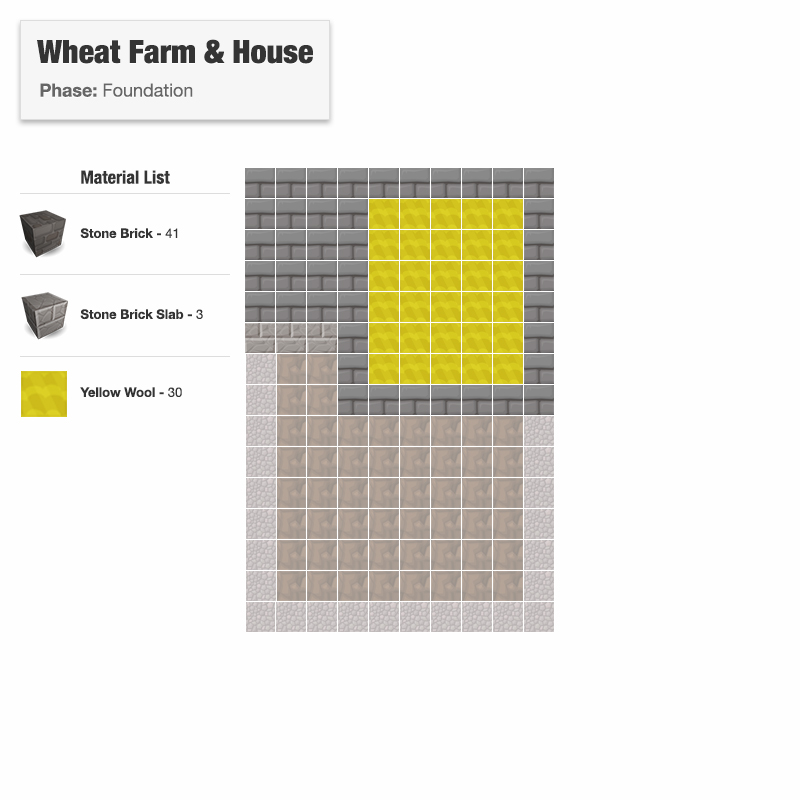 Wheat Farm & House
Phase: Foundation
Material List
Stone Brick - 41
Stone Brick Slab - 3
Yellow Wool - 30